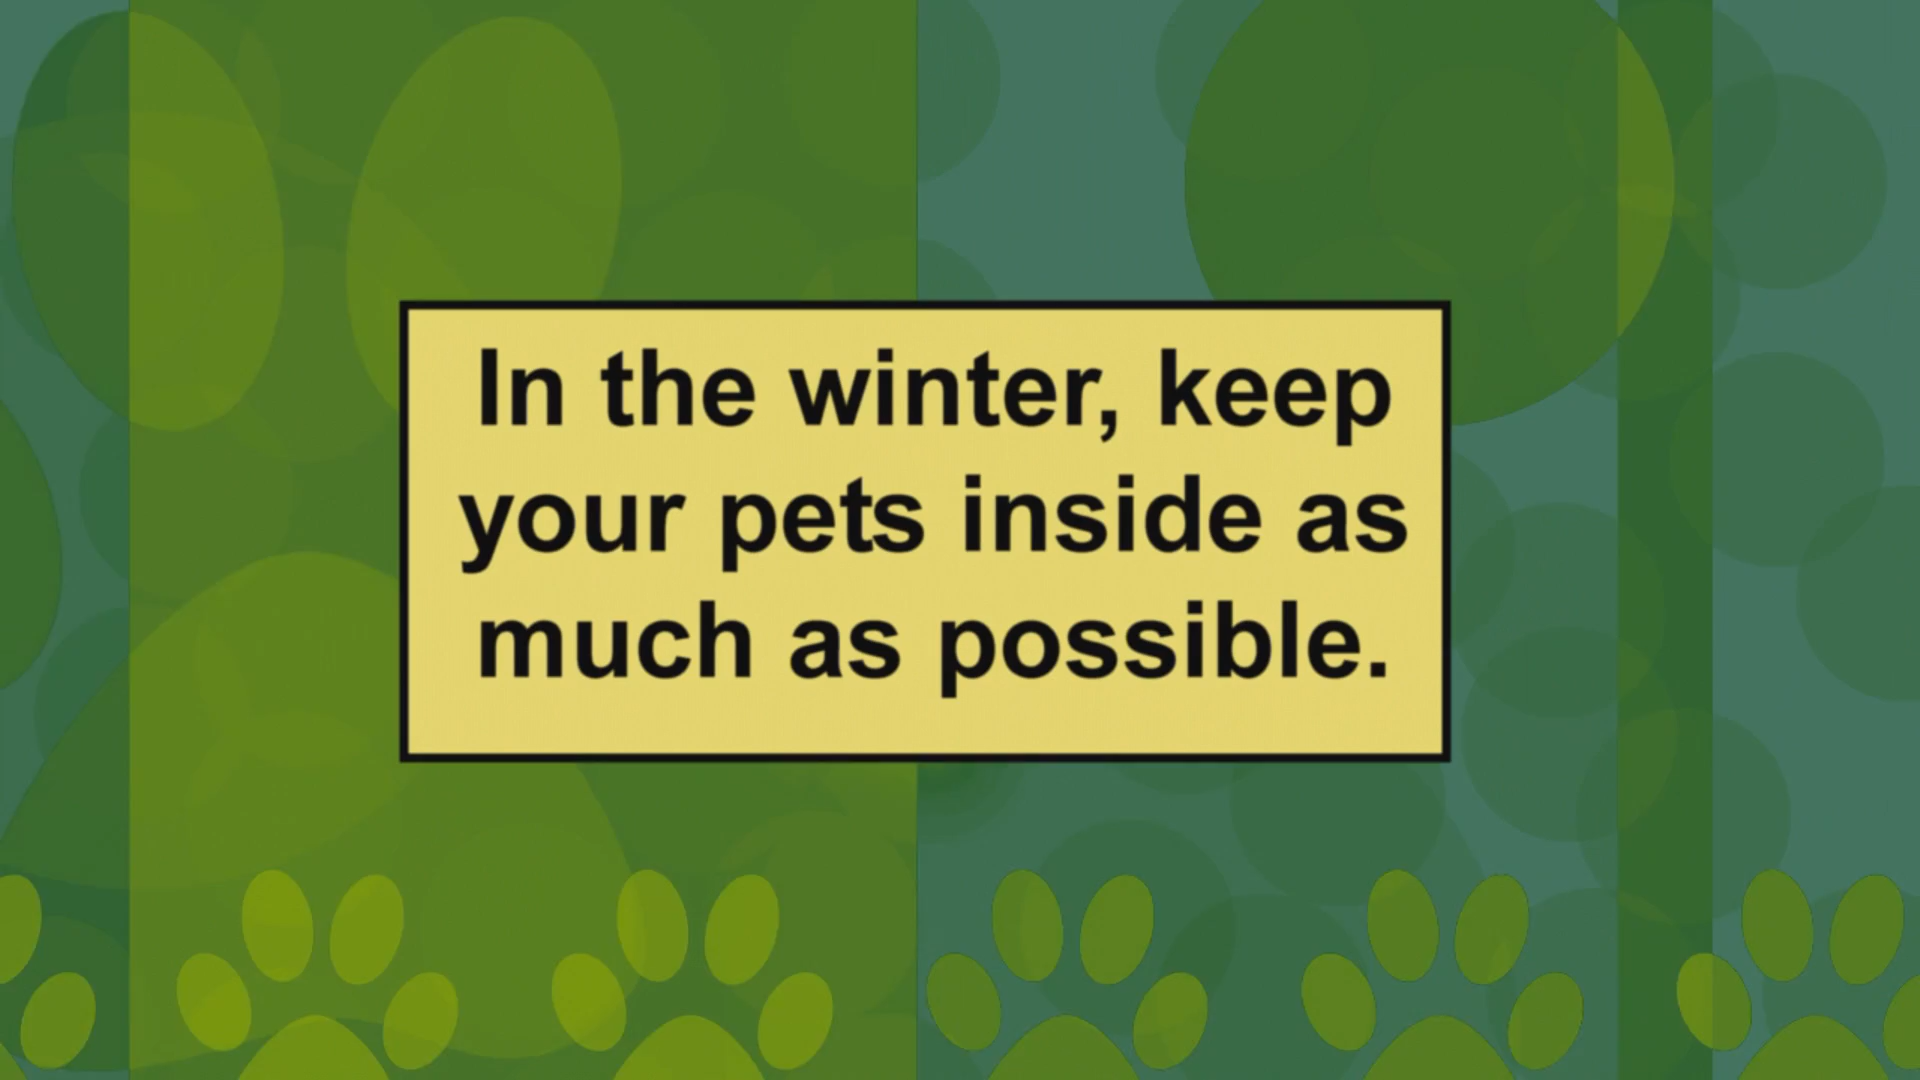 In the winter, keep
your pets inside as
much as possible.